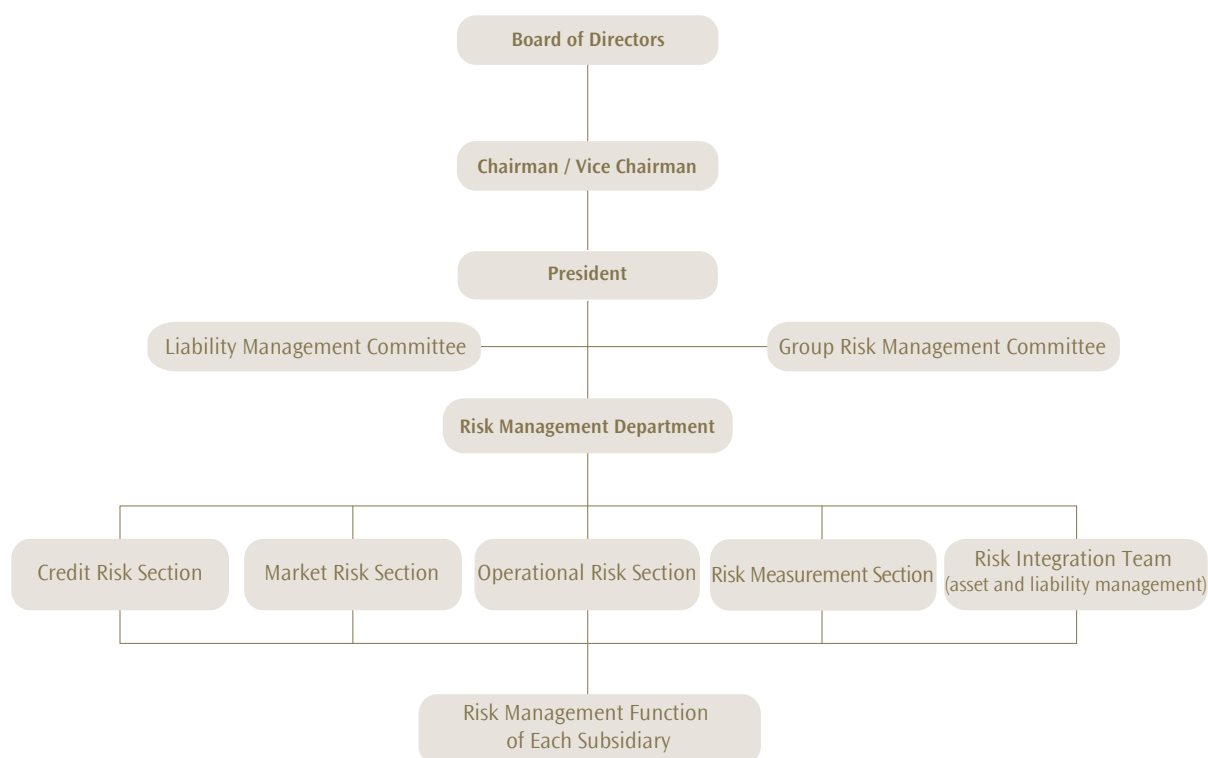 Board of Directors
Chairman / Vice Chairman
President
Liability Management Committee
Group Risk Management Committee
Risk Management Department
Credit Risk Section
Market Risk Section
Operational Risk Section
Risk Measurement Section
Risk Integration Team
(asset and liability management)
Risk Management Function
of Each Subsidiary